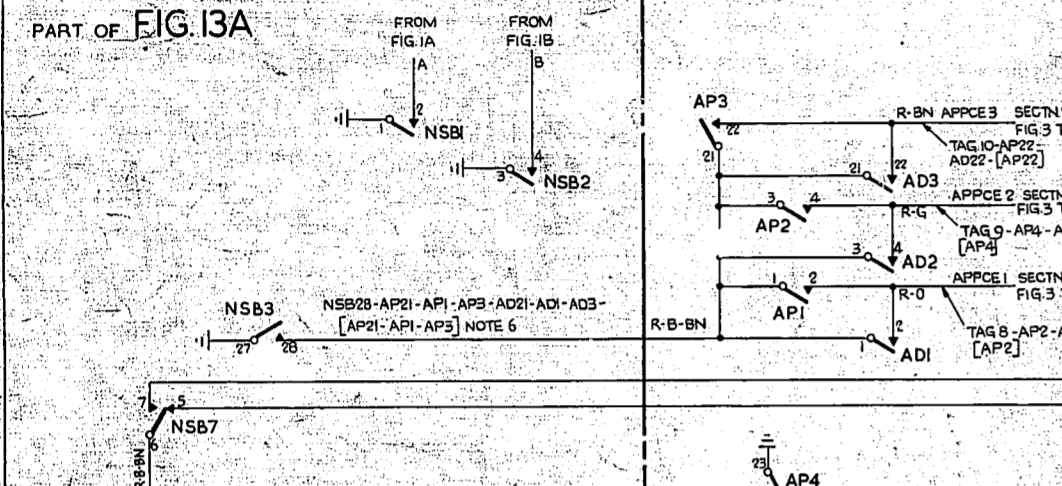 PART OF FIG.13A
FROM
FIG.1A
A
FROM
FIG.1B
B
1
2
NSB1
3
4
NSB2
AP3
22
21
R-BN APPCE 3 SECTN
FIG.3 T
TAG.10-AP22-
AD22-[AP22]
21
22
AD3
3
4
AP2
R-G
APPCE 2 SECTN
FIG.3 T
TAG 9-AP4-A
[AP4]
3
4
AD2
1
2
AP1
R-O
APPCE 1 SECTN
FIG.3
TAG 8-AP2-A
[AP2]
1
2
AD1
NSB3
27
28
NSB28-AP21-AP1-AP3-AD21-AD1-AD3-
[AP21-AP1-AP3] NOTE 6
R-B-BN
7
5
6
NSB7
R-B-BN
23
AP4